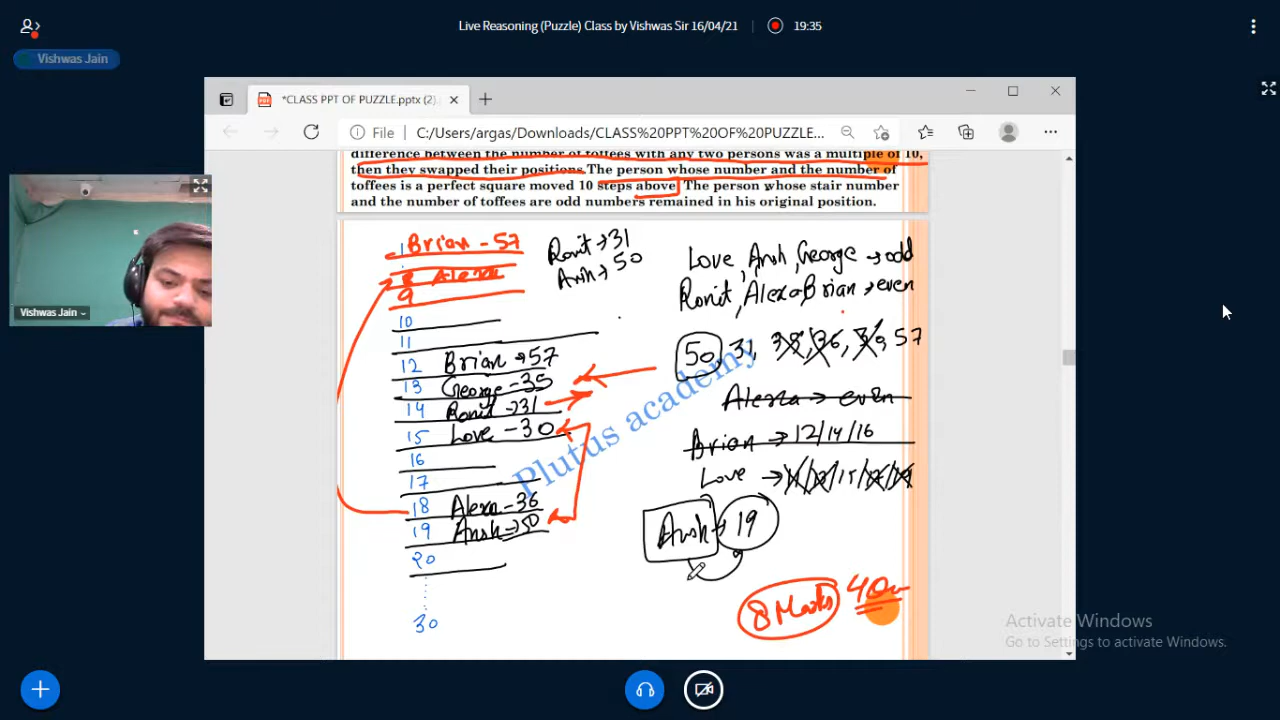 Live Reasoning (Puzzle) Class by Vishwas Sir 16/04/21
19:35
Vishwas Jain
*CLASS PPT OF PUZZLE.pptx (2)
File
C:/Users/argas/Downloads/CLASS%20PPT%20OF%20PUZZLE...
difference between the number of toffees with any two persons was a multiple of 10,
then they swapped their positions. The person whose number and the number of
toffees is a perfect square moved 10 steps above. The person whose stair number
and the number of toffees are odd numbers remained in his original position.
1 Brian - 57
8 Alexa
9
10
11
12 Brian → 57
13 George - 35
14 Ronit → 31
15 Love - 30
16
17
18 Alexa - 36
19 Ansh → 50
20
30
Ronit → 31
Ansh → 50
Love, Ansh, George → odd
Ronit, Alexa, Brian → even
50, 31, 57
Alexa → even
Brian → 12/14/16
Love →
Ansh → 19
8 Marks
Plutus academy
Vishwas Jain
Activate Windows
Go to Settings to activate Windows.